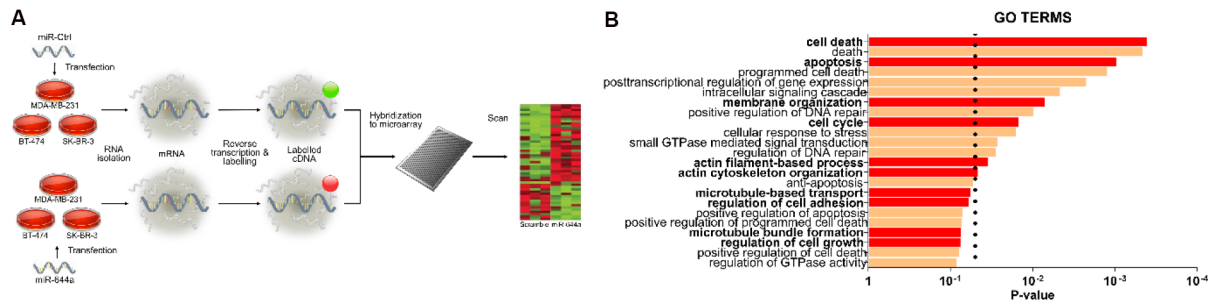 A
miR-Ctrl
Transfection
MDA-MB-231
BT-474 SK-BR-3
RNA
isolation
mRNA
Reverse
transcription &
labelling
Labelled
cDNA
Hybridization
to microarray
Scan
MDA-MB-231
BT-474 SK-BR-3
Transfection
miR-644a
Scramble miR-644a
B
GO TERMS
cell death
death
apoptosis
programmed cell death
posttranscriptional regulation of gene expression
intracellular signaling cascade
membrane organization
positive regulation of DNA repair
cell cycle
cellular response to stress
small GTPase mediated signal transduction
regulation of DNA repair
actin filament-based process
actin cytoskeleton organization
anti-apoptosis
microtubule-based transport
regulation of cell adhesion
positive regulation of apoptosis
positive regulation of programmed cell death
microtubule bundle formation
regulation of cell growth
positive regulation of cell death
regulation of GTPase activity
1 10-1 10-2 10-3 10-4
P-value